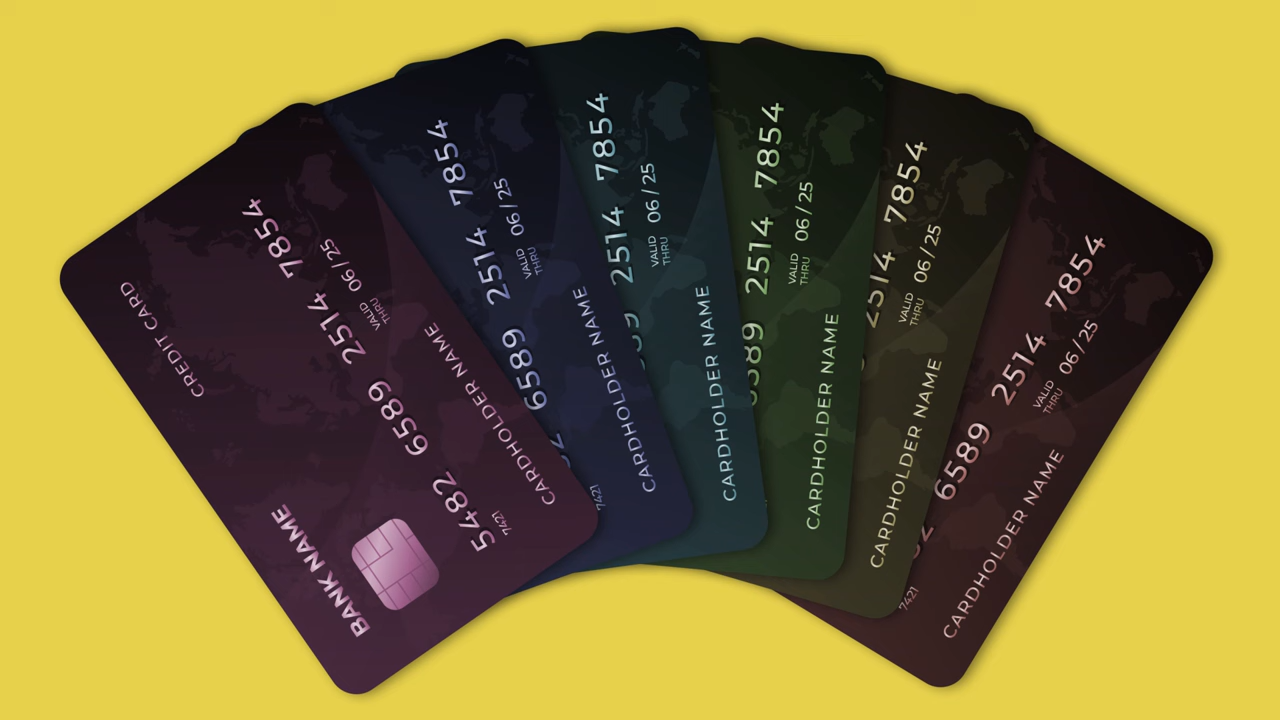 CREDIT CARD
BANK NAME
5482 6589 2514 7854
7421
VALID
THRU
06 / 25
CARDHOLDER NAME
6589 2514 7854
7421
VALID
THRU
06 / 25
CARDHOLDER NAME
2514 7854
VALID
THRU
06 / 25
CARDHOLDER NAME
6589 2514 7854
VALID
THRU
06 / 25
CARDHOLDER NAME
2514 7854
VALID
THRU
06 / 25
CARDHOLDER NAME
6589 2514 7854
7421
VALID
THRU
06 / 25
CARDHOLDER NAME